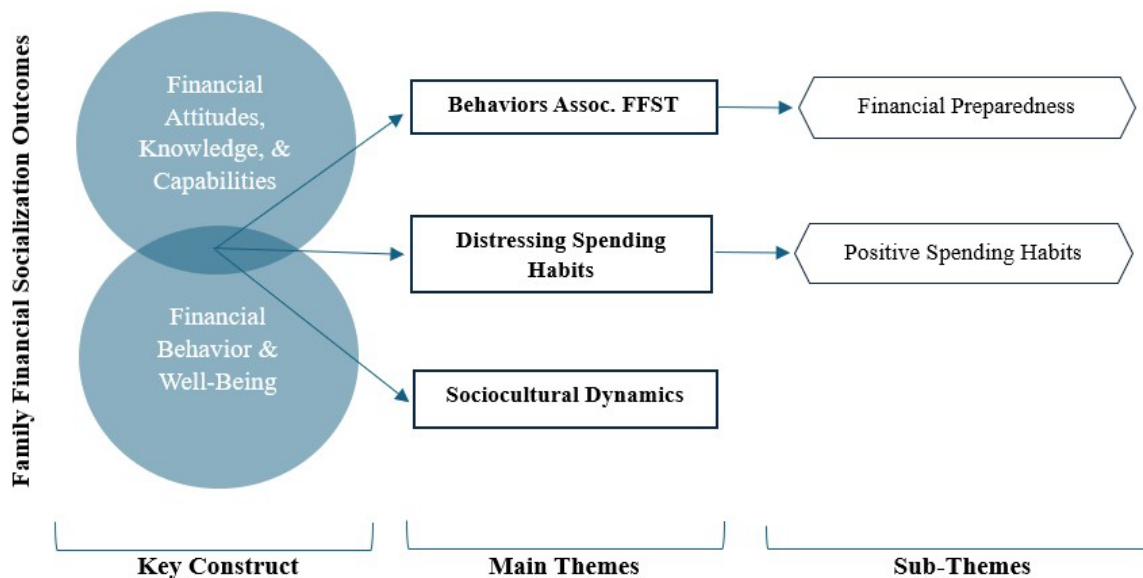 Family Financial Socialization Outcomes
Financial
Attitudes,
Knowledge, &
Capabilities
Financial
Behavior &
Well-Being
Behaviors Assoc. FFST
Distressing Spending
Habits
Sociocultural Dynamics
Financial Preparedness
Positive Spending Habits
Key Construct
Main Themes
Sub-Themes